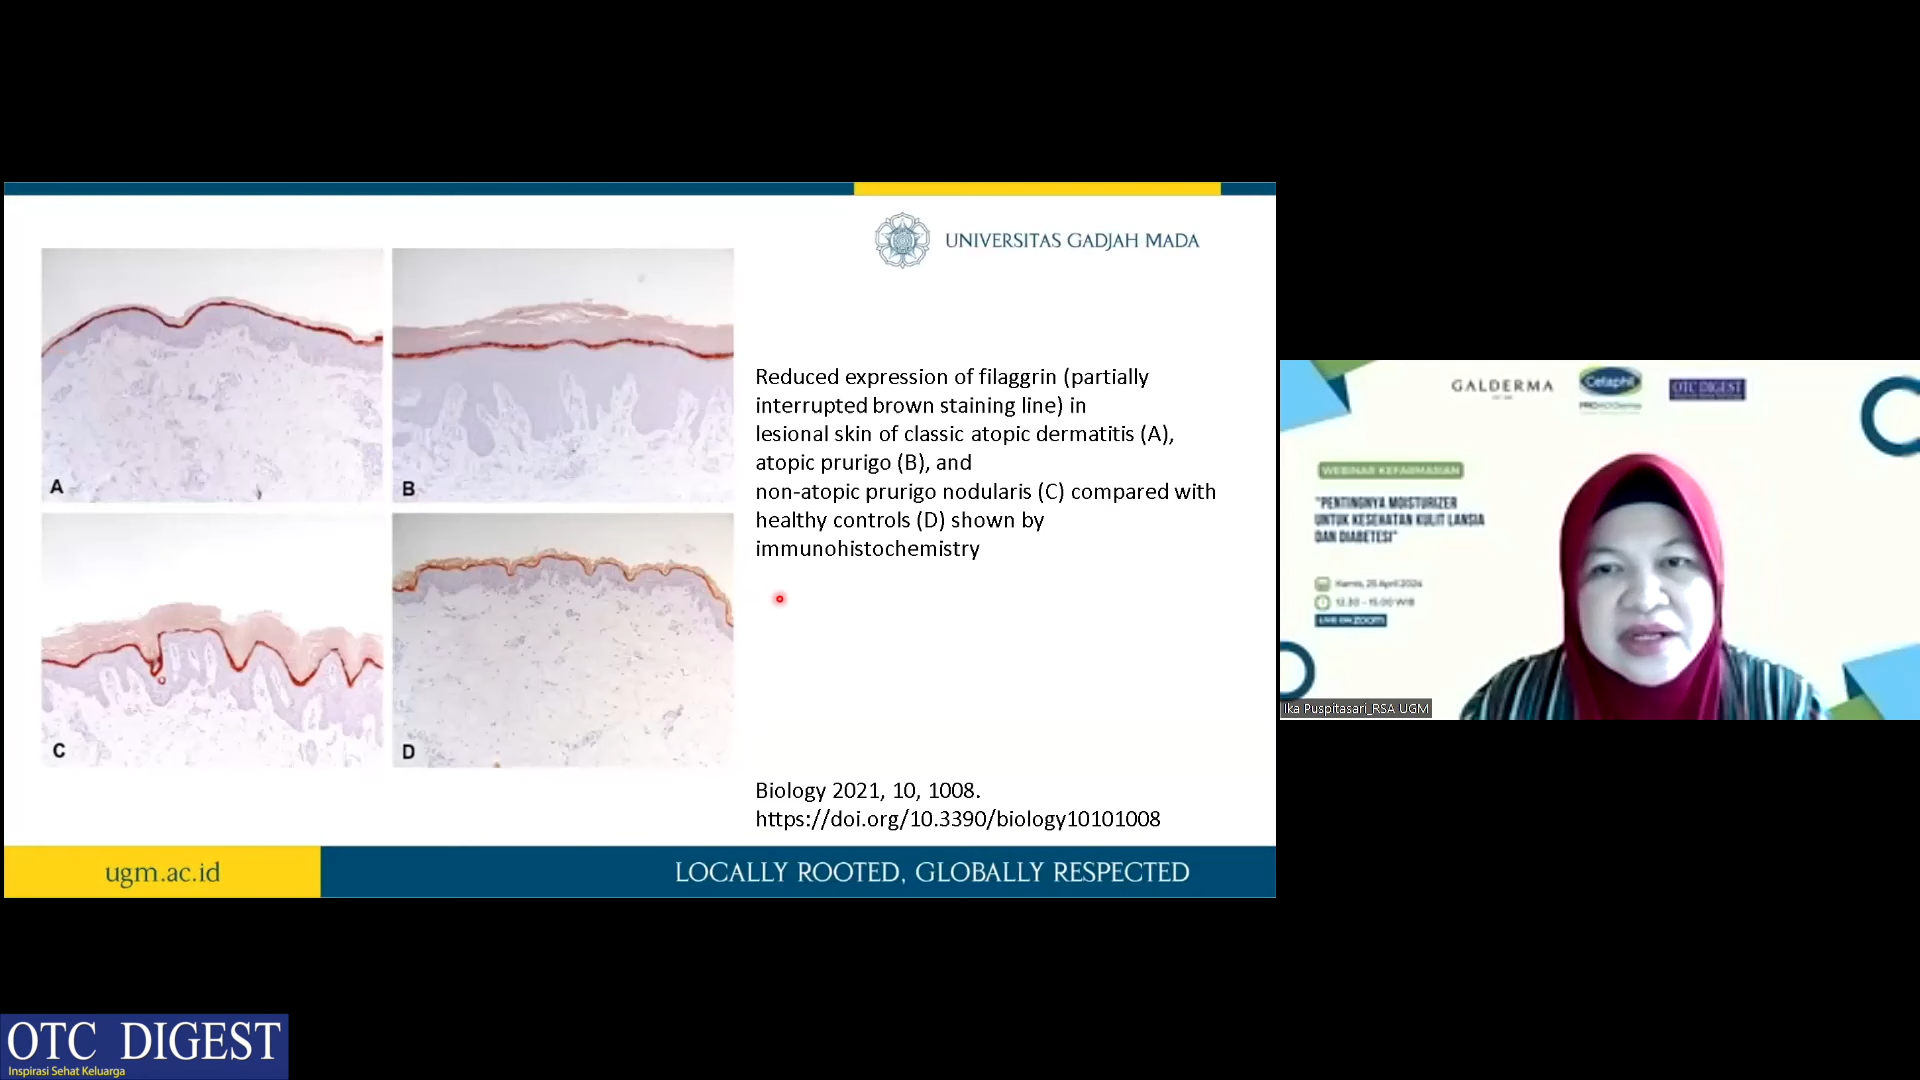 UNIVERSITAS GADJAH MADA
A
B
C
D
Reduced expression of filaggrin (partially
interrupted brown staining line) in
lesional skin of classic atopic dermatitis (A),
atopic prurigo (B), and
non-atopic prurigo nodularis (C) compared with
healthy controls (D) shown by
immunohistochemistry
Biology 2021, 10, 1008.
https://doi.org/10.3390/biology10101008
ugm.ac.id
LOCALLY ROOTED, GLOBALLY RESPECTED
GALDERMA
Cetaphil
OTC DIGEST
WEBINAR KEFARMASIAN
"PENTINGNYA MOISTURIZER
UNTUK KESEHATAN KULIT LANSIA
DAN DIABETESI"
Kamis, 25 April 2024
12.30 - 15.00 WIB
LIVE ON ZOOM
Ika Puspitasari_RSA UGM
OTC DIGEST
Inspirasi Sehat Keluarga